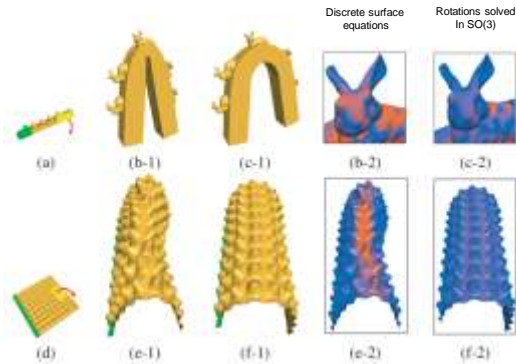 Discrete surface
equations
Rotations solved
In SO(3)
(a)
(b-1)
(c-1)
(b-2)
(c-2)
(d)
(e-1)
(f-1)
(e-2)
(f-2)